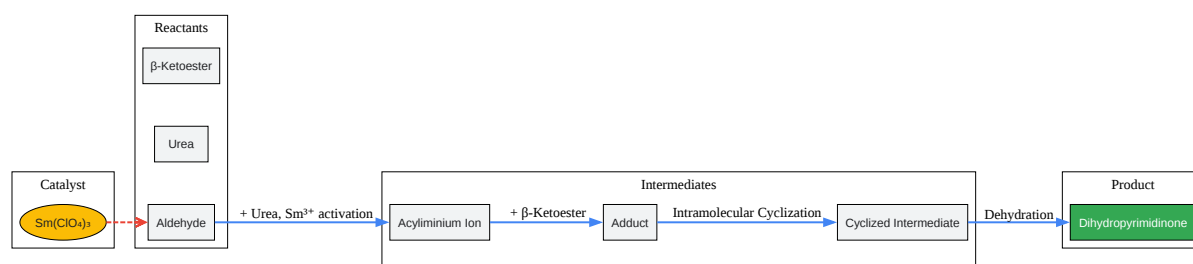 Reactants
β-Ketoester
Urea
Catalyst
Sm(ClO₄)₃
Aldehyde
+ Urea, Sm³⁺ activation
Intermediates
Acyliminium Ion
+ β-Ketoester
Adduct
Intramolecular Cyclization
Cyclized Intermediate
Dehydration
Product
Dihydropyrimidinone